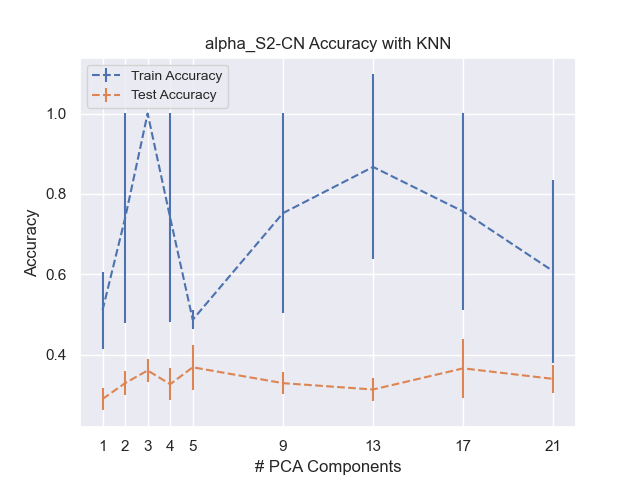 alpha_S2-CN Accuracy with KNN
Train Accuracy
Test Accuracy
1.0
0.8
0.6
0.4
Accuracy
1 2 3 4 5 9 13 17 21
# PCA Components